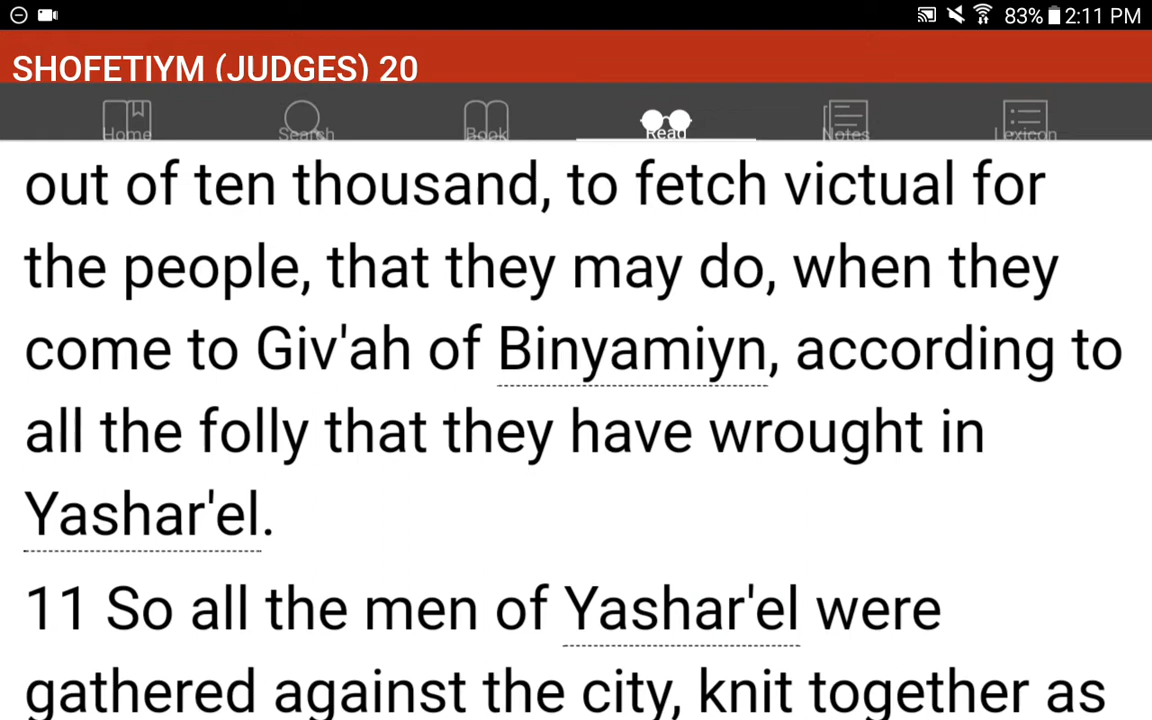 83% 2:11 PM
SHOFETIYM (JUDGES) 20
Home Search Book Read Notes Lexicon
out of ten thousand, to fetch victual for
the people, that they may do, when they
come to Giv'ah of Binyamiyn, according to
all the folly that they have wrought in
Yashar'el.
11 So all the men of Yashar'el were
gathered against the city, knit together as